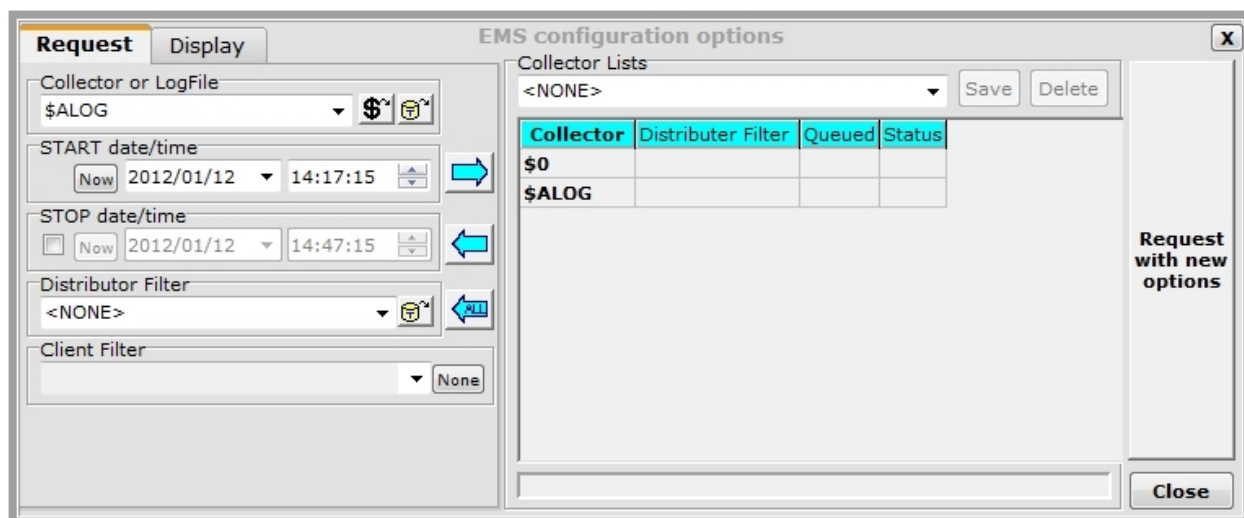 EMS configuration options
X
Request Display
Collector or LogFile
$ALOG
$
START date/time
Now 2012/01/12 14:17:15
STOP date/time
Now 2012/01/12 14:47:15
Distributor Filter
<NONE>
ALL
Client Filter
None
Collector Lists
<NONE>
Save Delete
Collector Distributer Filter Queued Status
$0
$ALOG
Request
with new
options
Close